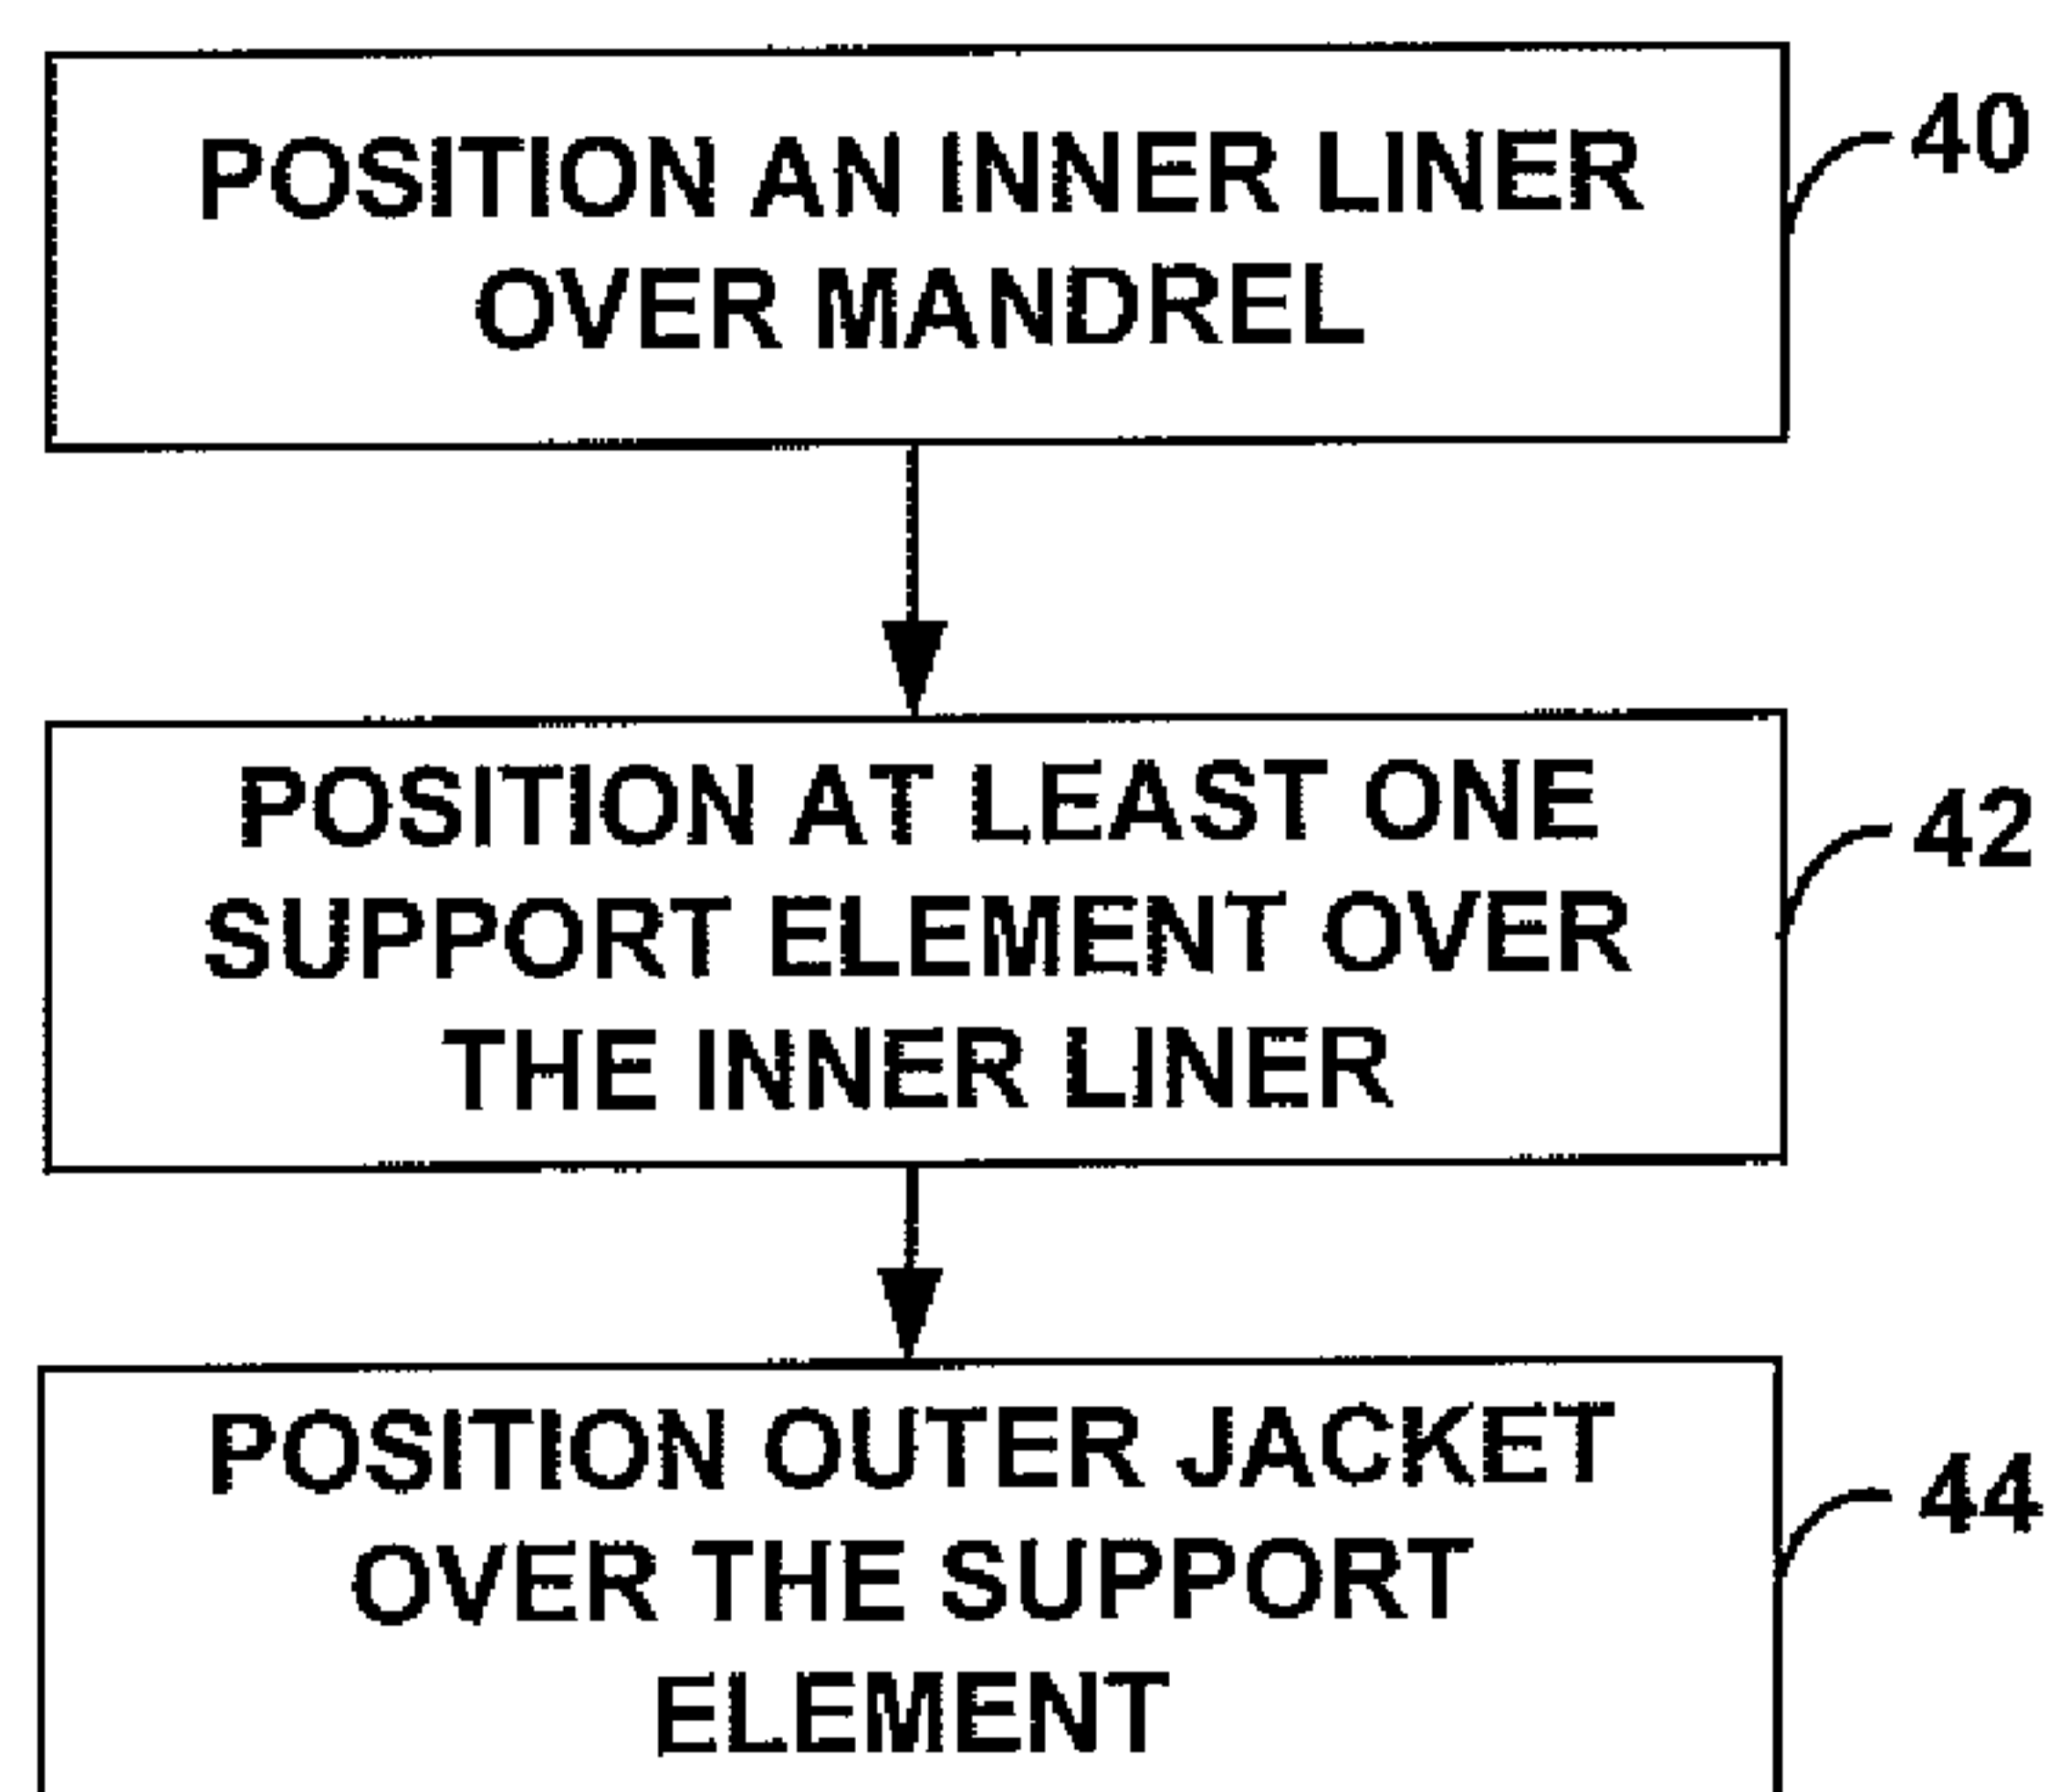 POSITION AN INNER LINER
OVER MANDREL
40
POSITION AT LEAST ONE
SUPPORT ELEMENT OVER
THE INNER LINER
42
POSITION OUTER JACKET
OVER THE SUPPORT
ELEMENT
44